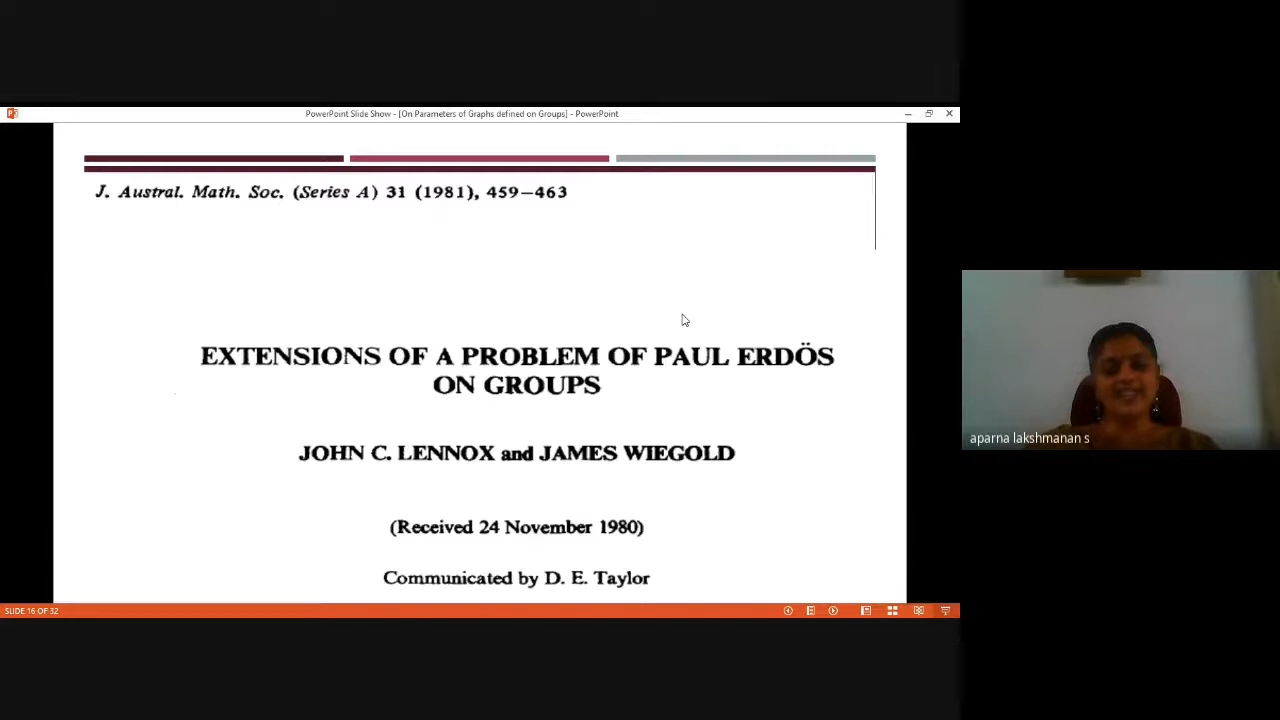 PowerPoint Slide Show - [On Parameters of Graphs defined on Groups] - PowerPoint
J. Austral. Math. Soc. (Series A) 31 (1981), 459–463
EXTENSIONS OF A PROBLEM OF PAUL ERDÖS
ON GROUPS
JOHN C. LENNOX and JAMES WIEGOLD
(Received 24 November 1980)
Communicated by D. E. Taylor
aparna lakshmanan s
SLIDE 16 OF 32